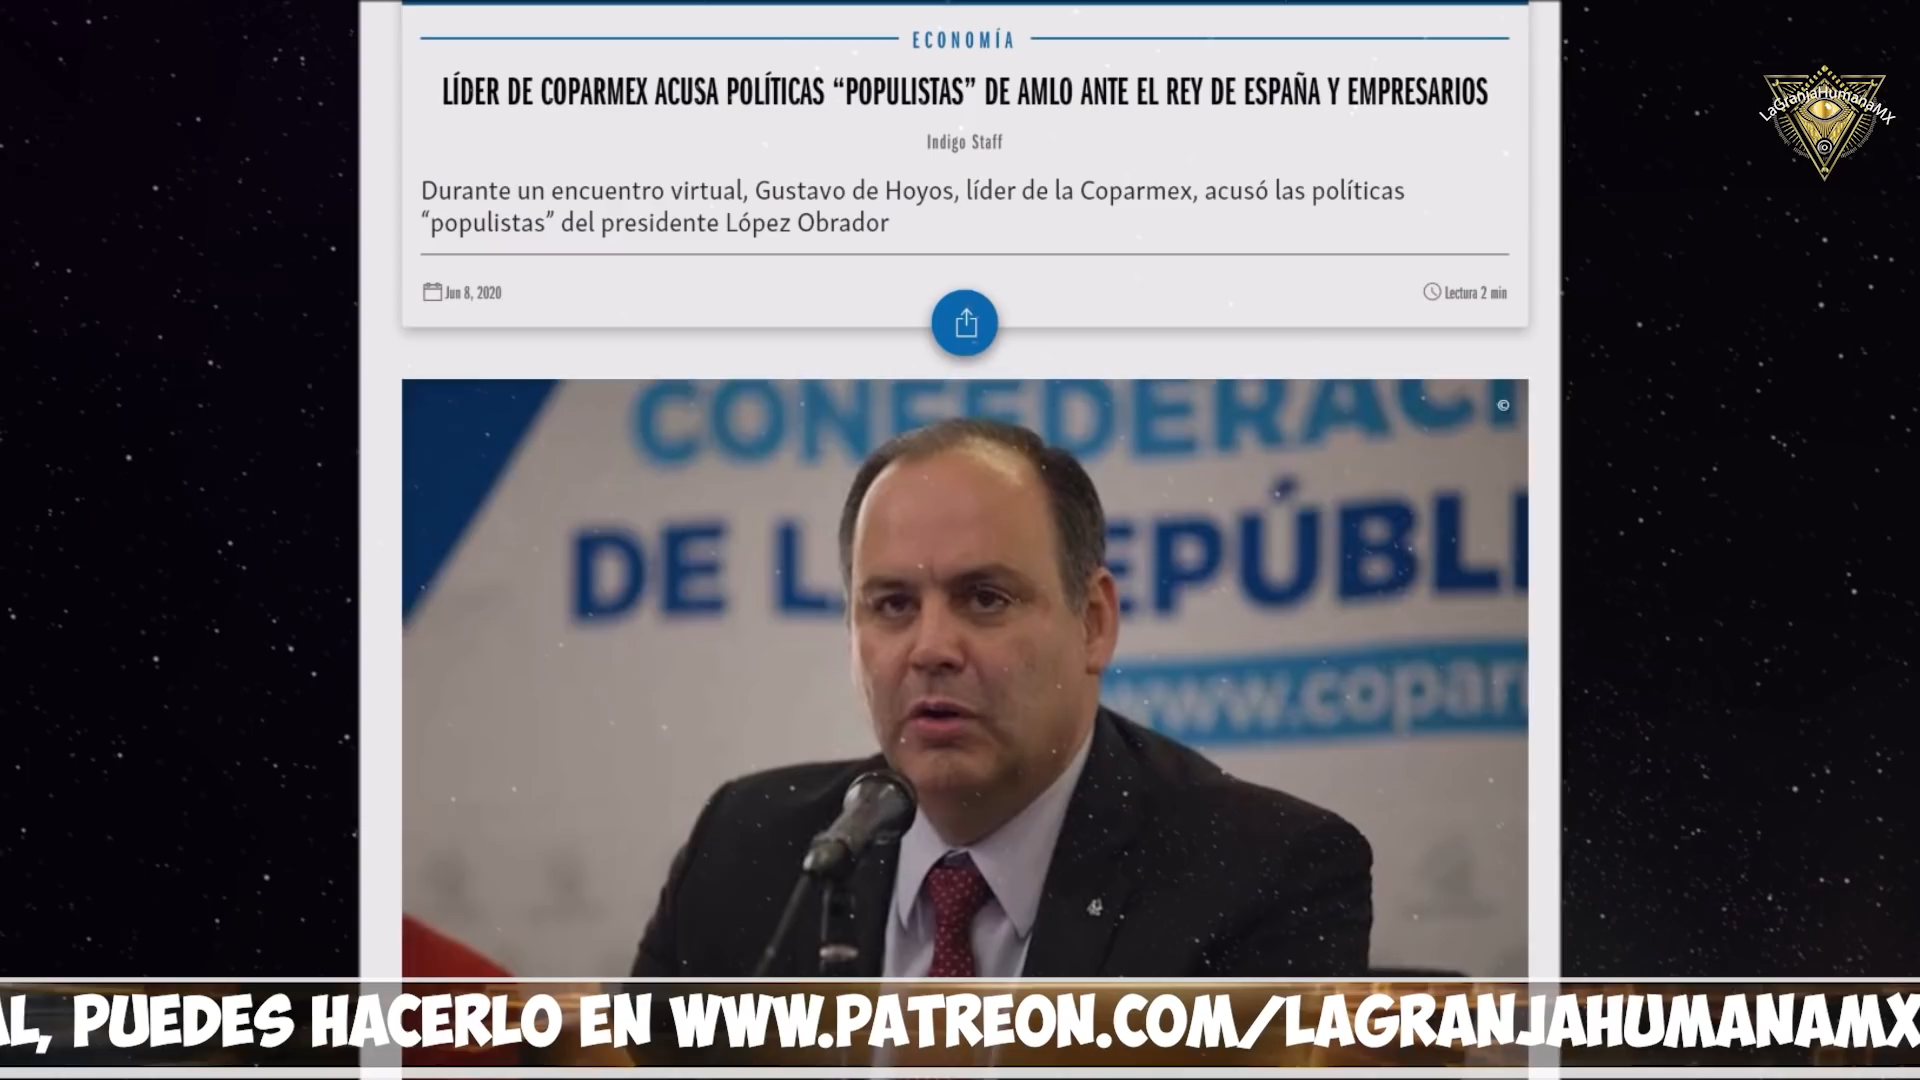 ECONOMÍA
LÍDER DE COPARMEX ACUSA POLÍTICAS “POPULISTAS” DE AMLO ANTE EL REY DE ESPAÑA Y EMPRESARIOS
LaGranjaHumanaMX
Indigo Staff
Durante un encuentro virtual, Gustavo de Hoyos, líder de la Coparmex, acusó las políticas
“populistas” del presidente López Obrador
Jun 8, 2020
Lectura 2 min
©
CONFEDERACI
DE LA REPÚBLI
www.coparm
AL, PUEDES HACERLO EN WWW.PATREON.COM/LAGRANJAHUMANAMX